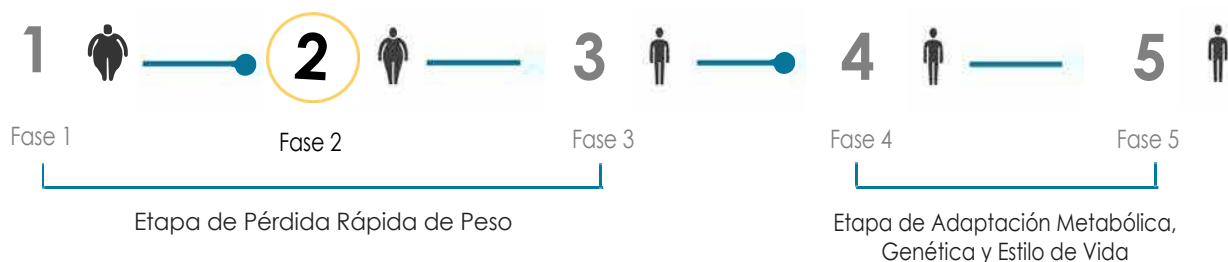 1 2 3 4 5
Fase 1 Fase 2 Fase 3 Fase 4 Fase 5
Etapa de Pérdida Rápida de Peso
Etapa de Adaptación Metabólica,
Genética y Estilo de Vida